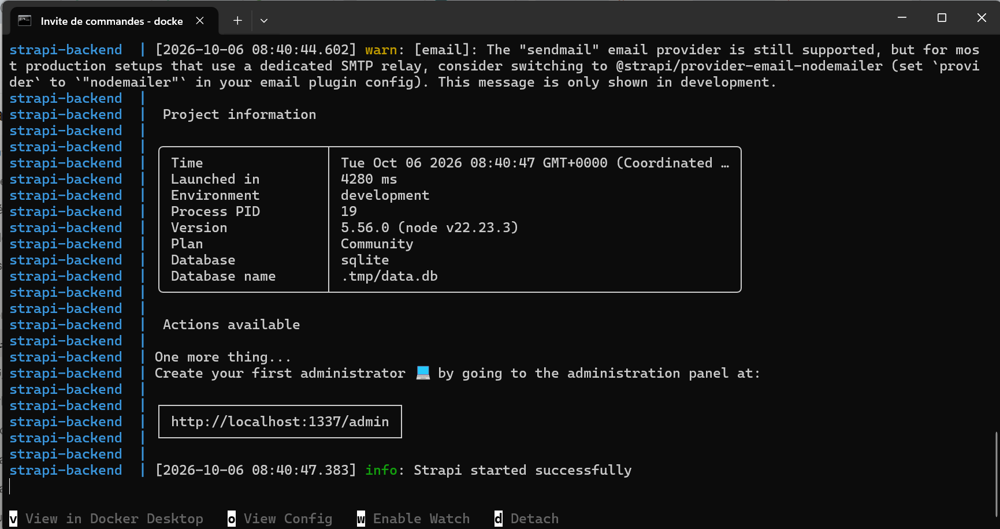 Invite de commandes - docke
strapi-backend  | [2026-10-06 08:40:44.602] warn: [email]: The "sendmail" email provider is still supported, but for mos
t production setups that use a dedicated SMTP relay, consider switching to @strapi/provider-email-nodemailer (set `provi
der` to `"nodemailer"` in your email plugin config). This message is only shown in development.
strapi-backend  |
strapi-backend  |  Project information
strapi-backend  |
strapi-backend  |
strapi-backend  | Time Tue Oct 06 2026 08:40:47 GMT+0000 (Coordinated …
strapi-backend  | Launched in 4280 ms
strapi-backend  | Environment development
strapi-backend  | Process PID 19
strapi-backend  | Version 5.56.0 (node v22.23.3)
strapi-backend  | Plan Community
strapi-backend  | Database sqlite
strapi-backend  | Database name .tmp/data.db
strapi-backend  |
strapi-backend  |
strapi-backend  |  Actions available
strapi-backend  |
strapi-backend  | One more thing...
strapi-backend  | Create your first administrator 💻 by going to the administration panel at:
strapi-backend  |
strapi-backend  |
strapi-backend  | http://localhost:1337/admin
strapi-backend  |
strapi-backend  |
strapi-backend  | [2026-10-06 08:40:47.383] info: Strapi started successfully
v View in Docker Desktop   o View Config   w Enable Watch   d Detach